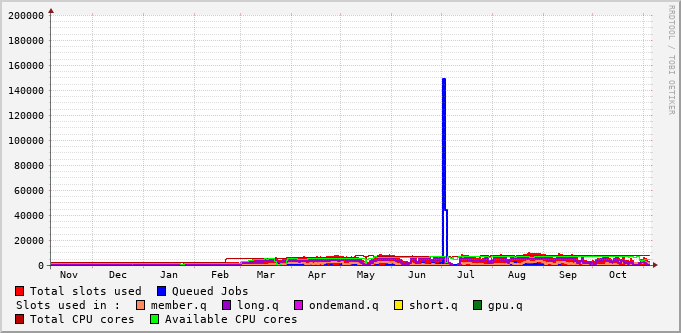 200000
180000
160000
140000
120000
100000
80000
60000
40000
20000
0
Nov Dec Jan Feb Mar Apr May Jun Jul Aug Sep Oct
Total slots used Queued Jobs
Slots used in : member.q long.q ondemand.q short.q gpu.q
Total CPU cores Available CPU cores
RRDTOOL / TOBI OETIKER